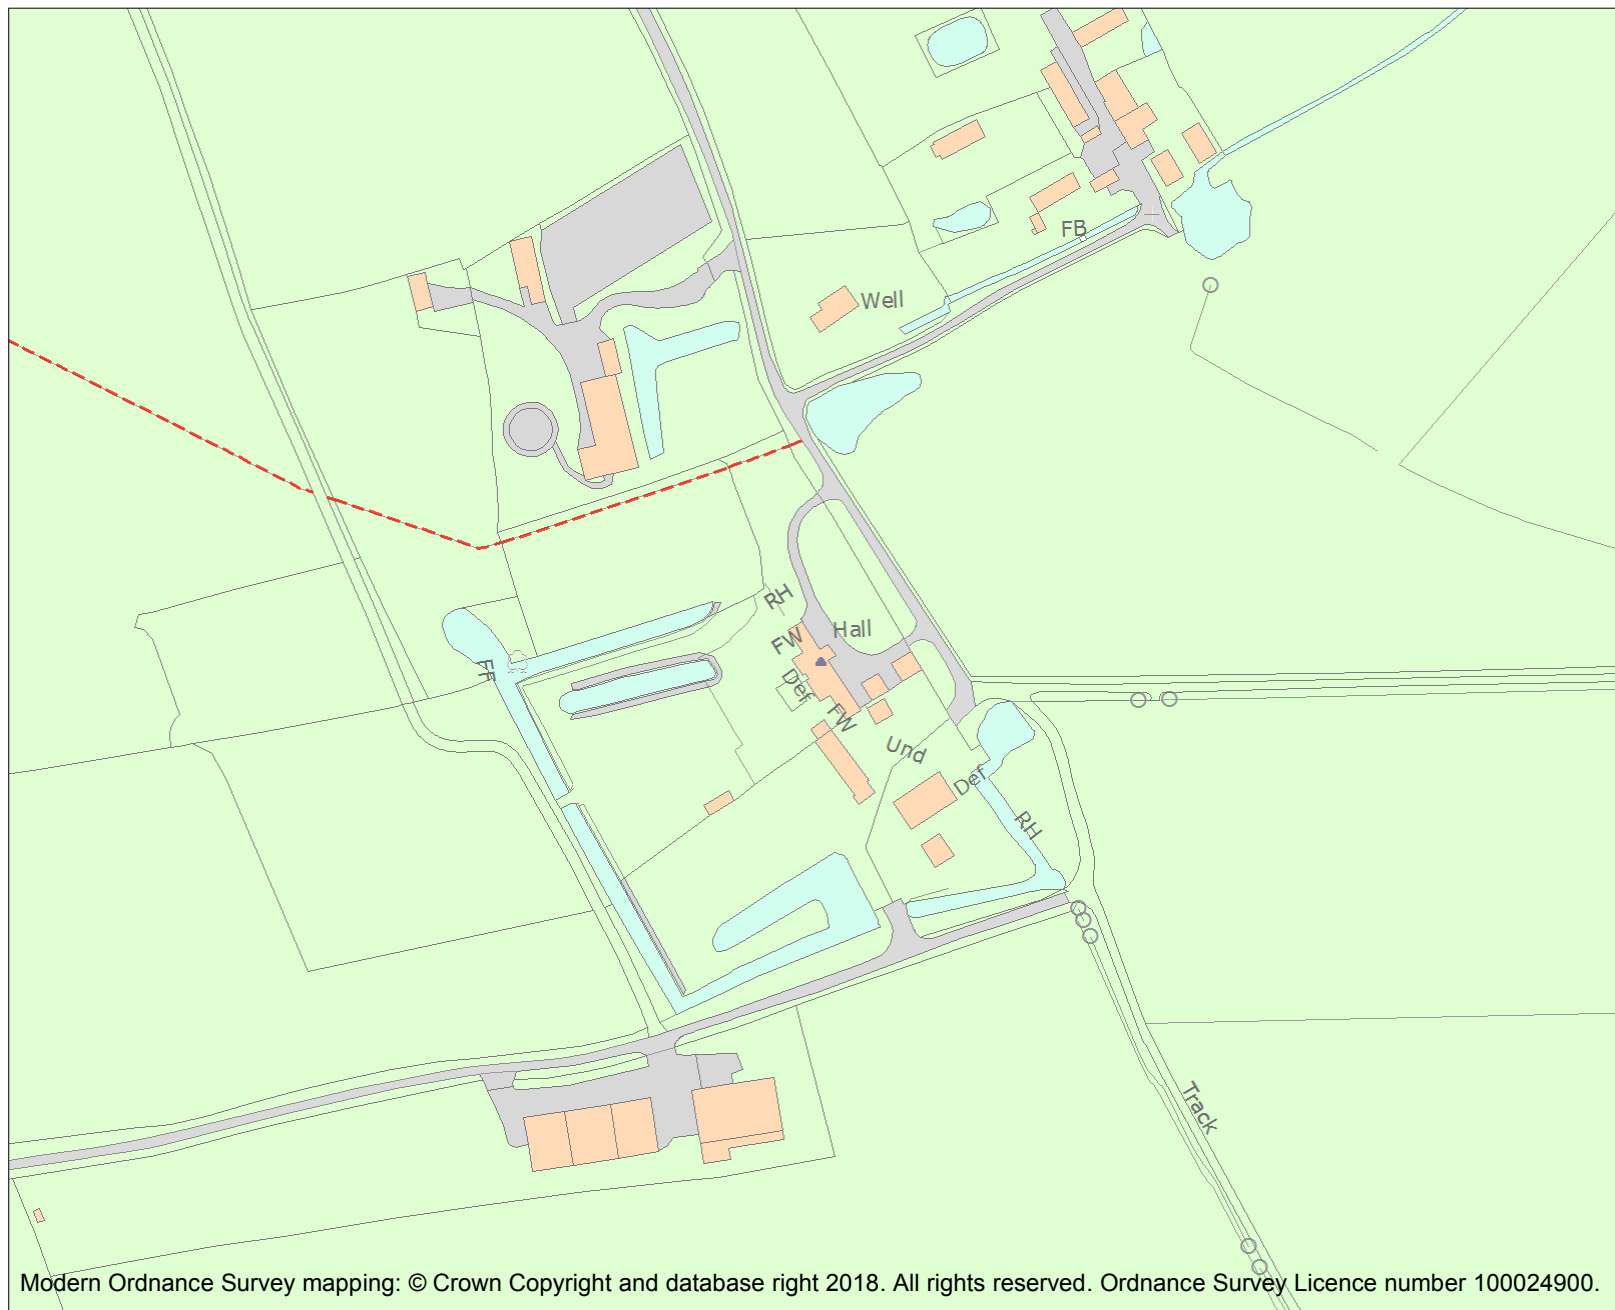 FB
Well
RH
FW
Hall
FF
Def
FW
Und
Def
RH
Track
Modern Ordnance Survey mapping: © Crown Copyright and database right 2018. All rights reserved. Ordnance Survey Licence number 100024900.